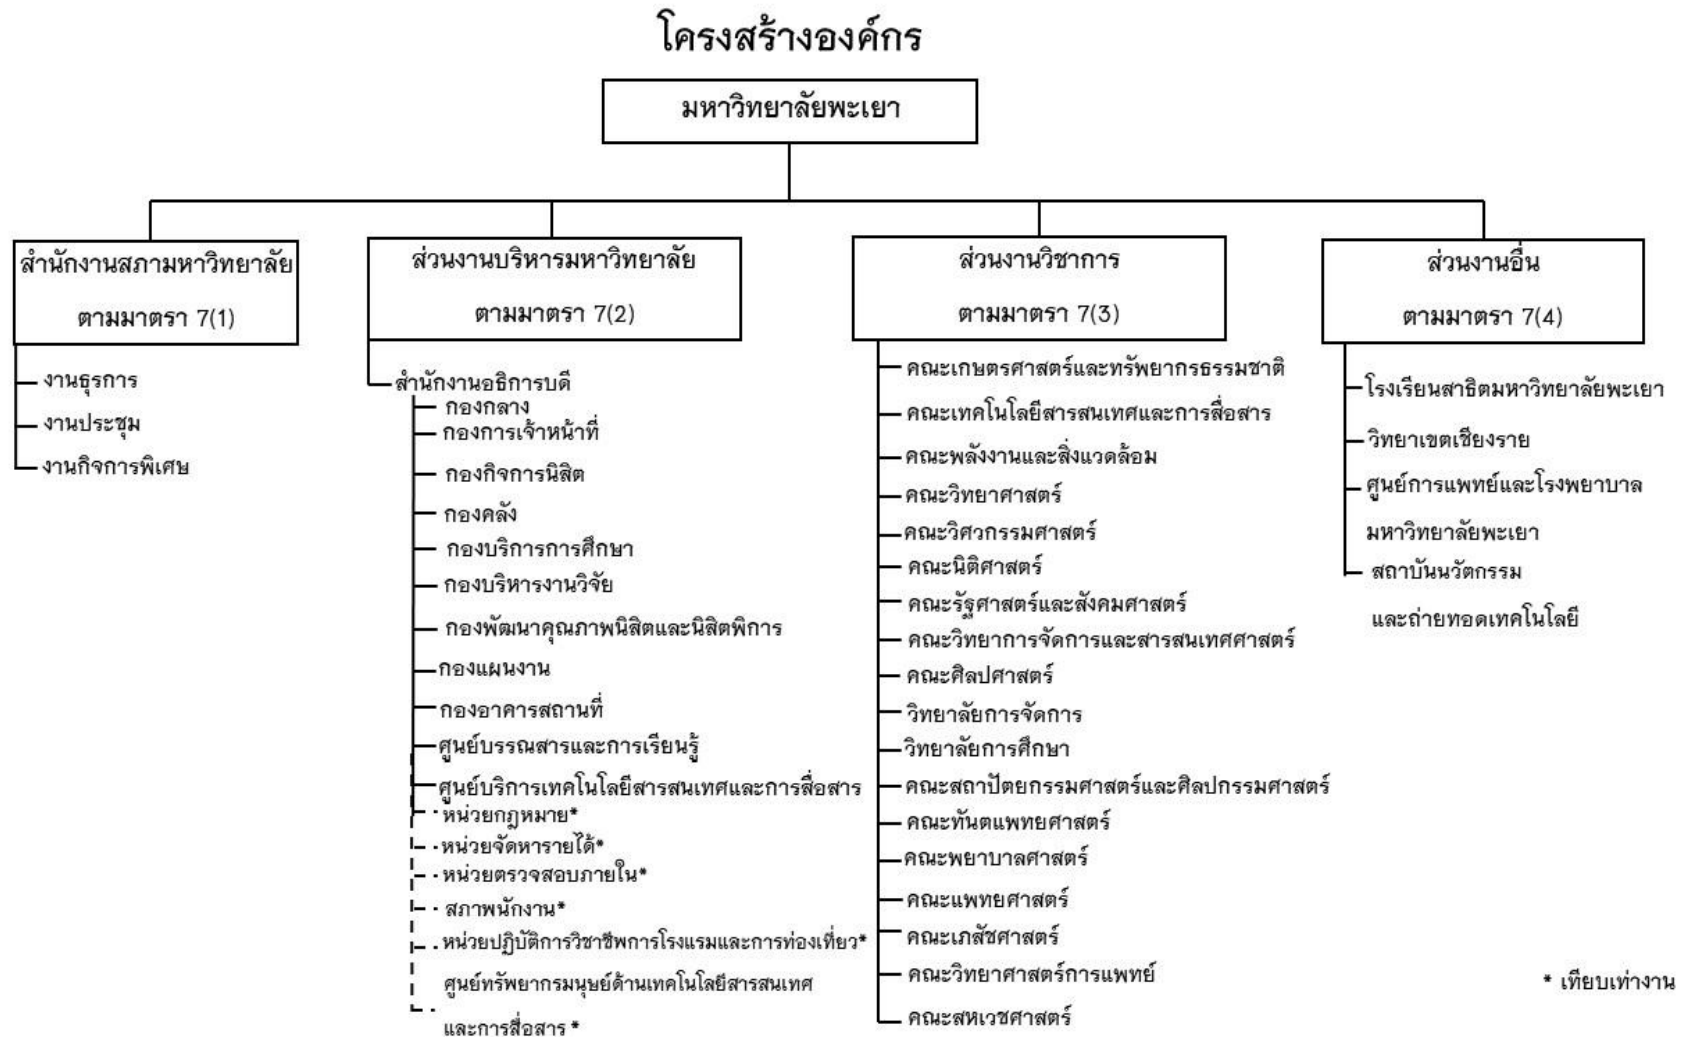 โครงสร้างองค์กร
มหาวิทยาลัยพะเยา
สำนักงานสภามหาวิทยาลัย
ตามมาตรา 7(1)
งานธุรการ
งานประชุม
งานกิจการพิเศษ
ส่วนงานบริหารมหาวิทยาลัย
ตามมาตรา 7(2)
สำนักงานอธิการบดี
กองกลาง
กองการเจ้าหน้าที่
กองกิจการนิสิต
กองคลัง
กองบริการการศึกษา
กองบริหารงานวิจัย
กองพัฒนาคุณภาพนิสิตและนิสิตพิการ
กองแผนงาน
กองอาคารสถานที่
ศูนย์บรรณสารและการเรียนรู้
ศูนย์บริการเทคโนโลยีสารสนเทศและการสื่อสาร
หน่วยกฎหมาย*
หน่วยจัดหารายได้*
หน่วยตรวจสอบภายใน*
สภาพนักงาน*
หน่วยปฏิบัติการวิชาชีพการโรงแรมและการท่องเที่ยว*
ศูนย์ทรัพยากรมนุษย์ด้านเทคโนโลยีสารสนเทศ
และการสื่อสาร *
ส่วนงานวิชาการ
ตามมาตรา 7(3)
คณะเกษตรศาสตร์และทรัพยากรธรรมชาติ
คณะเทคโนโลยีสารสนเทศและการสื่อสาร
คณะพลังงานและสิ่งแวดล้อม
คณะวิทยาศาสตร์
คณะวิศวกรรมศาสตร์
คณะนิติศาสตร์
คณะรัฐศาสตร์และสังคมศาสตร์
คณะวิทยาการจัดการและสารสนเทศศาสตร์
คณะศิลปศาสตร์
วิทยาลัยการจัดการ
วิทยาลัยการศึกษา
คณะสถาปัตยกรรมศาสตร์และศิลปกรรมศาสตร์
คณะทันตแพทยศาสตร์
คณะพยาบาลศาสตร์
คณะแพทยศาสตร์
คณะเภสัชศาสตร์
คณะวิทยาศาสตร์การแพทย์
คณะสหเวชศาสตร์
ส่วนงานอื่น
ตามมาตรา 7(4)
โรงเรียนสาธิตมหาวิทยาลัยพะเยา
วิทยาเขตเชียงราย
ศูนย์การแพทย์และโรงพยาบาล
มหาวิทยาลัยพะเยา
สถาบันนวัตกรรม
และถ่ายทอดเทคโนโลยี
* เทียบเท่างาน